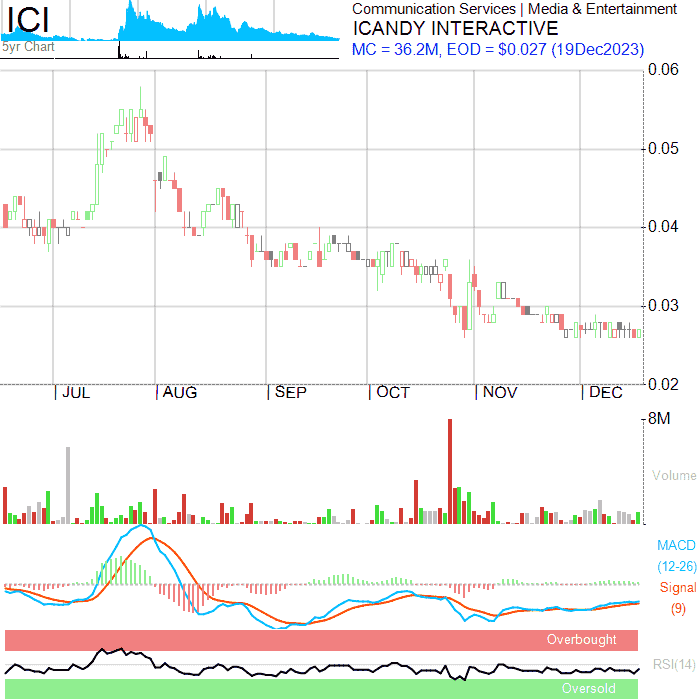 ICI
5yr Chart
Communication Services | Media & Entertainment
ICANDY INTERACTIVE
MC = 36.2M, EOD = $0.027 (19Dec2023)
0.06
0.05
0.04
0.03
0.02
| JUL | AUG | SEP | OCT | NOV | DEC
8M
Volume
MACD
(12-26)
Signal
(9)
Overbought
RSI(14)
Oversold